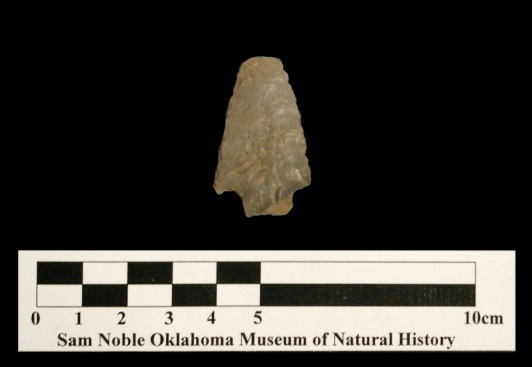 0 1 2 3 4 5 10cm
Sam Noble Oklahoma Museum of Natural History